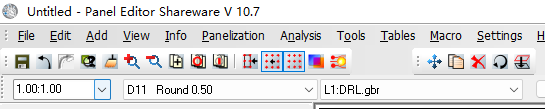 Untitled - Panel Editor Shareware V 10.7
File Edit Add View Info Panelization Analysis Tools Tables Macro Settings Help
1.00:1.00 D11 Round 0.50 L1:DRL.gbr